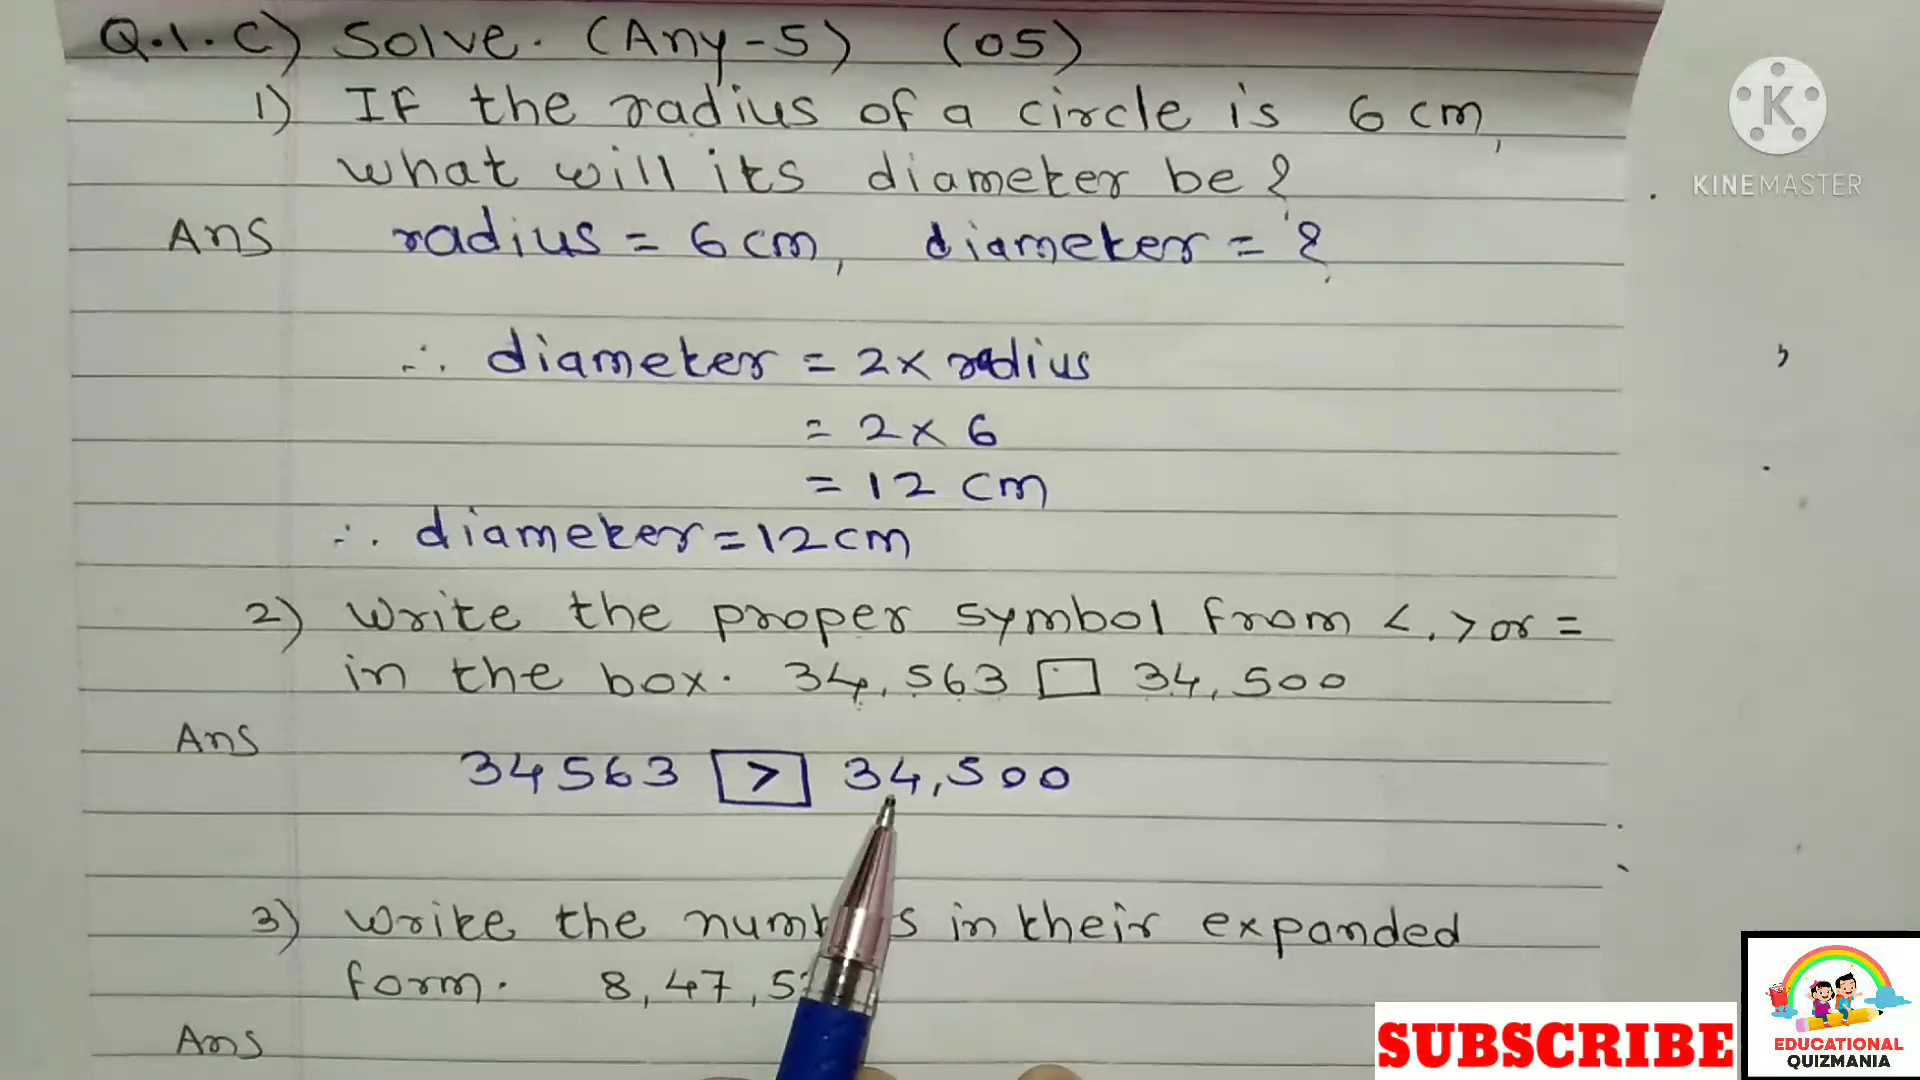 Q.1.C) Solve. (Any-5) (05)
1) If the radius of a circle is 6 cm,
what will its diameter be?
Ans radius = 6 cm, diameter = ?
∴ diameter = 2 × radius
= 2 × 6
= 12 cm
∴ diameter = 12 cm
2) Write the proper symbol from <, > or =
in the box. 34,563 □ 34,500
Ans
34563 > 34,500
3) Write the in their expanded
form. 8,47,5
Ans
K
KINEMASTER
SUBSCRIBE
EDUCATIONAL
QUIZMANIA